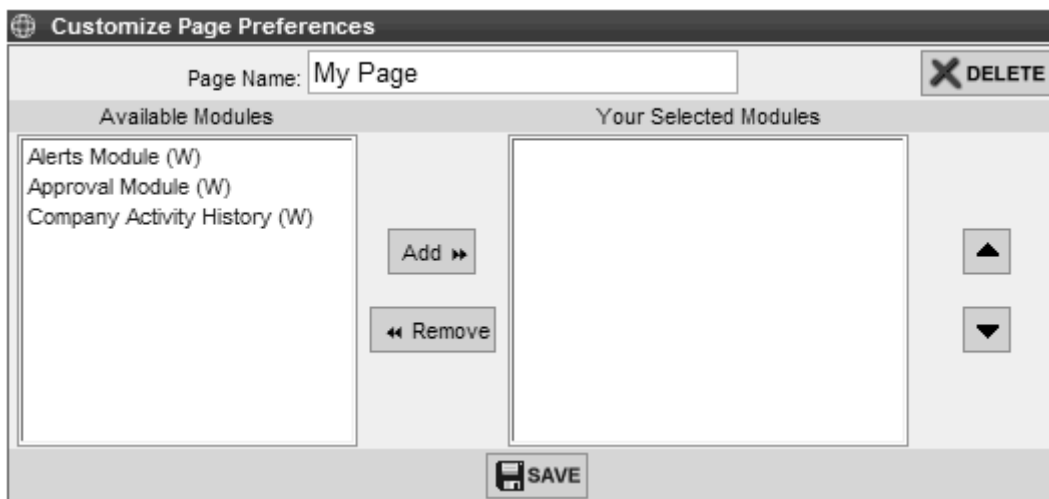 Customize Page Preferences
Page Name: My Page
DELETE
Available Modules
Your Selected Modules
Alerts Module (W)
Approval Module (W)
Company Activity History (W)
Add
Remove
SAVE